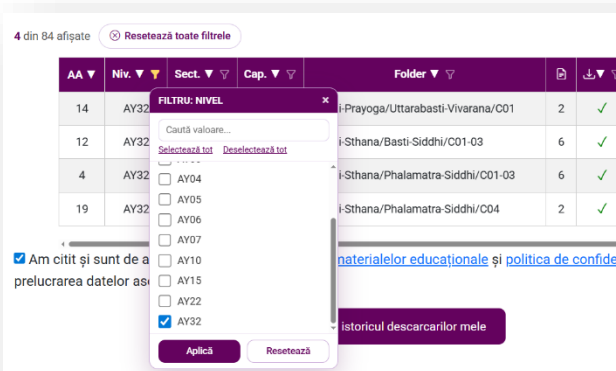 4 din 84 afișate ⊗ Resetează toate filtrele
AA ▼ Niv. ▼ Sect. ▼ Cap. ▼ Folder ▼
14 AY32 i-Prayoga/Uttarabasti-Vivarana/C01 2 ✓
12 AY32 i-Sthana/Basti-Siddhi/C01-03 6 ✓
4 AY32 i-Sthana/Phalamatra-Siddhi/C01-03 6 ✓
19 AY32 i-Sthana/Phalamatra-Siddhi/C04 2 ✓
FILTRU: NIVEL ×
Caută valoare...
Selectează tot Deselectează tot
AY04
AY05
AY06
AY07
AY10
AY15
AY22
AY32
Aplică Resetează
Am citit și sunt de a materialelor educaționale și politica de confide
prelucrarea datelor as
istoricul descarcarilor mele